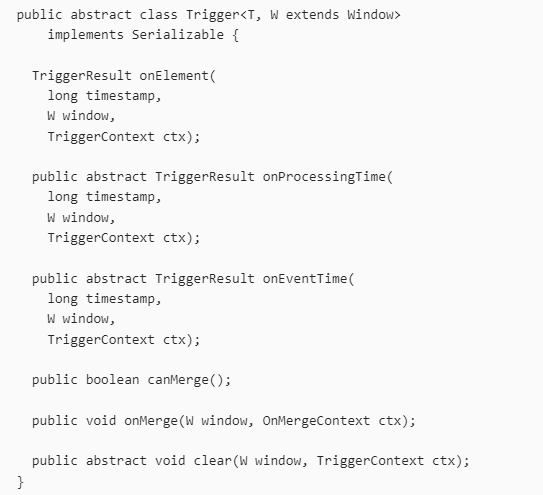 public abstract class Trigger<T, W extends Window>
    implements Serializable {
  TriggerResult onElement(
    long timestamp,
    W window,
    TriggerContext ctx);
  public abstract TriggerResult onProcessingTime(
    long timestamp,
    W window,
    TriggerContext ctx);
  public abstract TriggerResult onEventTime(
    long timestamp,
    W window,
    TriggerContext ctx);
  public boolean canMerge();
  public void onMerge(W window, OnMergeContext ctx);
  public abstract void clear(W window, TriggerContext ctx);
}